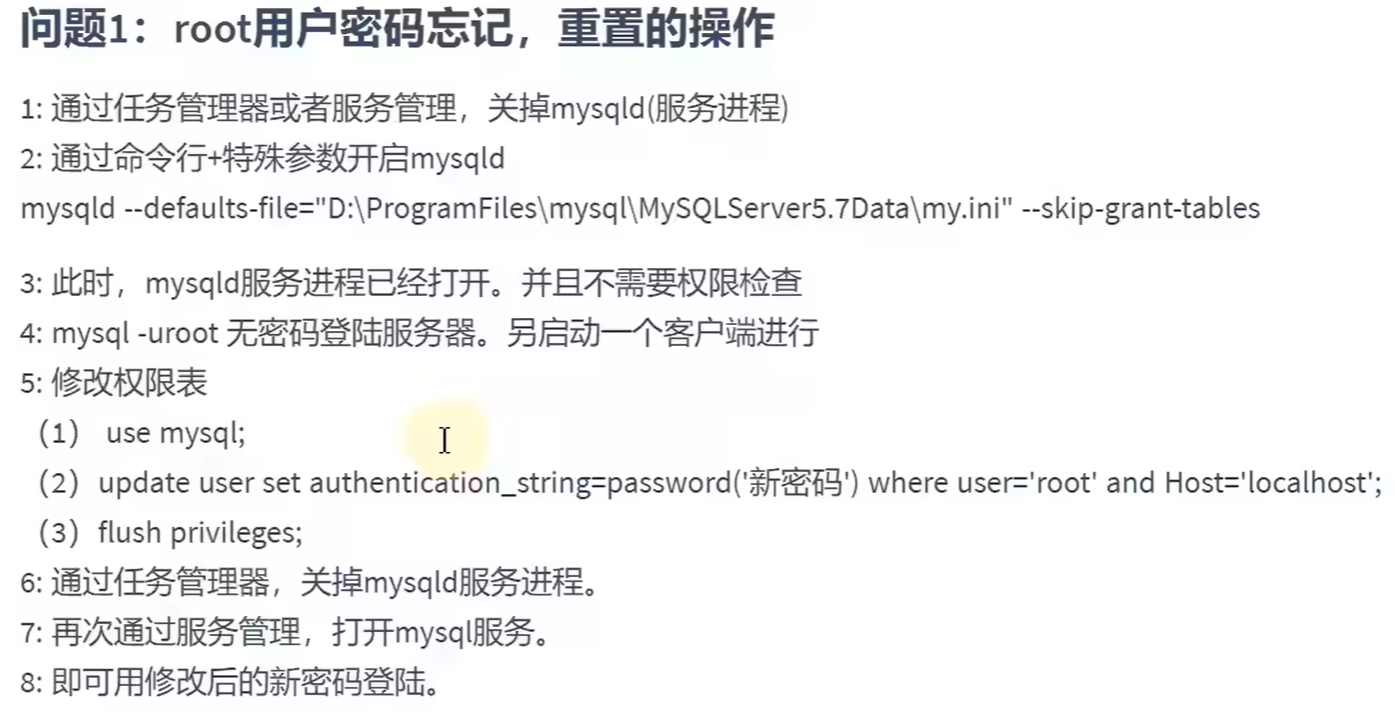 问题1：root用户密码忘记，重置的操作
1: 通过任务管理器或者服务管理，关掉mysqld(服务进程)
2: 通过命令行+特殊参数开启mysqld
mysqld --defaults-file="D:\ProgramFiles\mysql\MySQLServer5.7Data\my.ini" --skip-grant-tables
3: 此时，mysqld服务进程已经打开。并且不需要权限检查
4: mysql -uroot 无密码登陆服务器。另启动一个客户端进行
5: 修改权限表
（1） use mysql;
（2）update user set authentication_string=password('新密码') where user='root' and Host='localhost';
（3）flush privileges;
6: 通过任务管理器，关掉mysqld服务进程。
7: 再次通过服务管理，打开mysql服务。
8: 即可用修改后的新密码登陆。